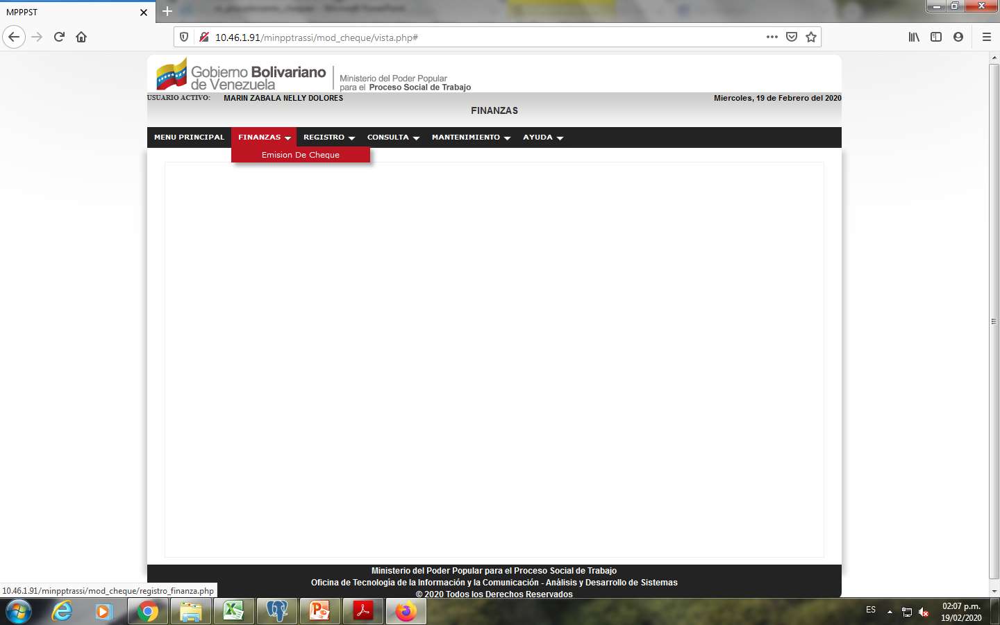 MPPPST
10.46.1.91/minpptrassi/mod_cheque/vista.php#
Gobierno Bolivariano
de Venezuela
Ministerio del Poder Popular
para el Proceso Social de Trabajo
USUARIO ACTIVO: MARIN ZABALA NELLY DOLORES
Miercoles, 19 de Febrero del 2020
FINANZAS
MENU PRINCIPAL FINANZAS REGISTRO CONSULTA MANTENIMIENTO AYUDA
Emision De Cheque
Ministerio del Poder Popular para el Proceso Social de Trabajo
Oficina de Tecnología de la Información y la Comunicación - Análisis y Desarrollo de Sistemas
© 2020 Todos los Derechos Reservados
10.46.1.91/minpptrassi/mod_cheque/registro_finanza.php
ES
02:07 p.m.
19/02/2020